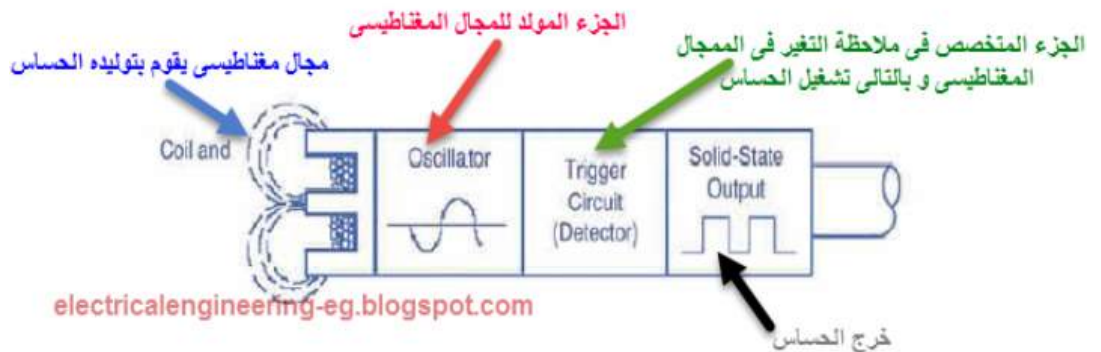 الجزء المولد للمجال المغناطيسى
الجزء المتخصص فى ملاحظة التغير فى الممجال
المغناطيسى و بالتالى تشغيل الحساس
مجال مغناطيسى يقوم بتوليده الحساس
Coil and
Oscillator
Trigger
Circuit
(Detector)
Solid-State
Output
electricalengineering-eg.blogspot.com
خرج الحساس